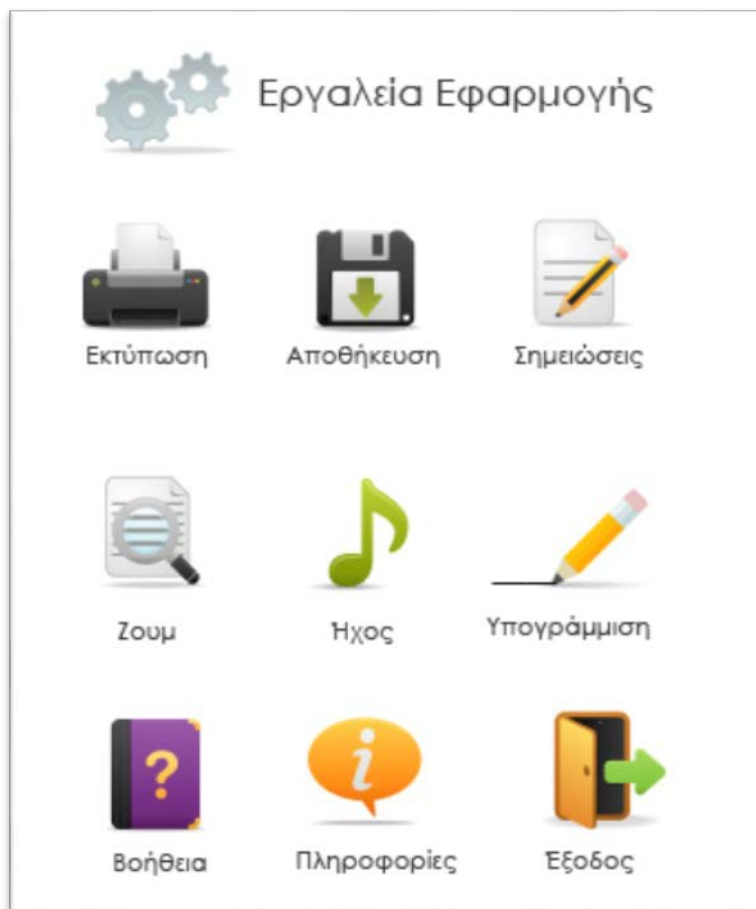 Εργαλεία Εφαρμογής
Εκτύπωση Αποθήκευση Σημειώσεις
Ζουμ Ήχος Υπογράμμιση
?
i
Βοήθεια Πληροφορίες Έξοδος